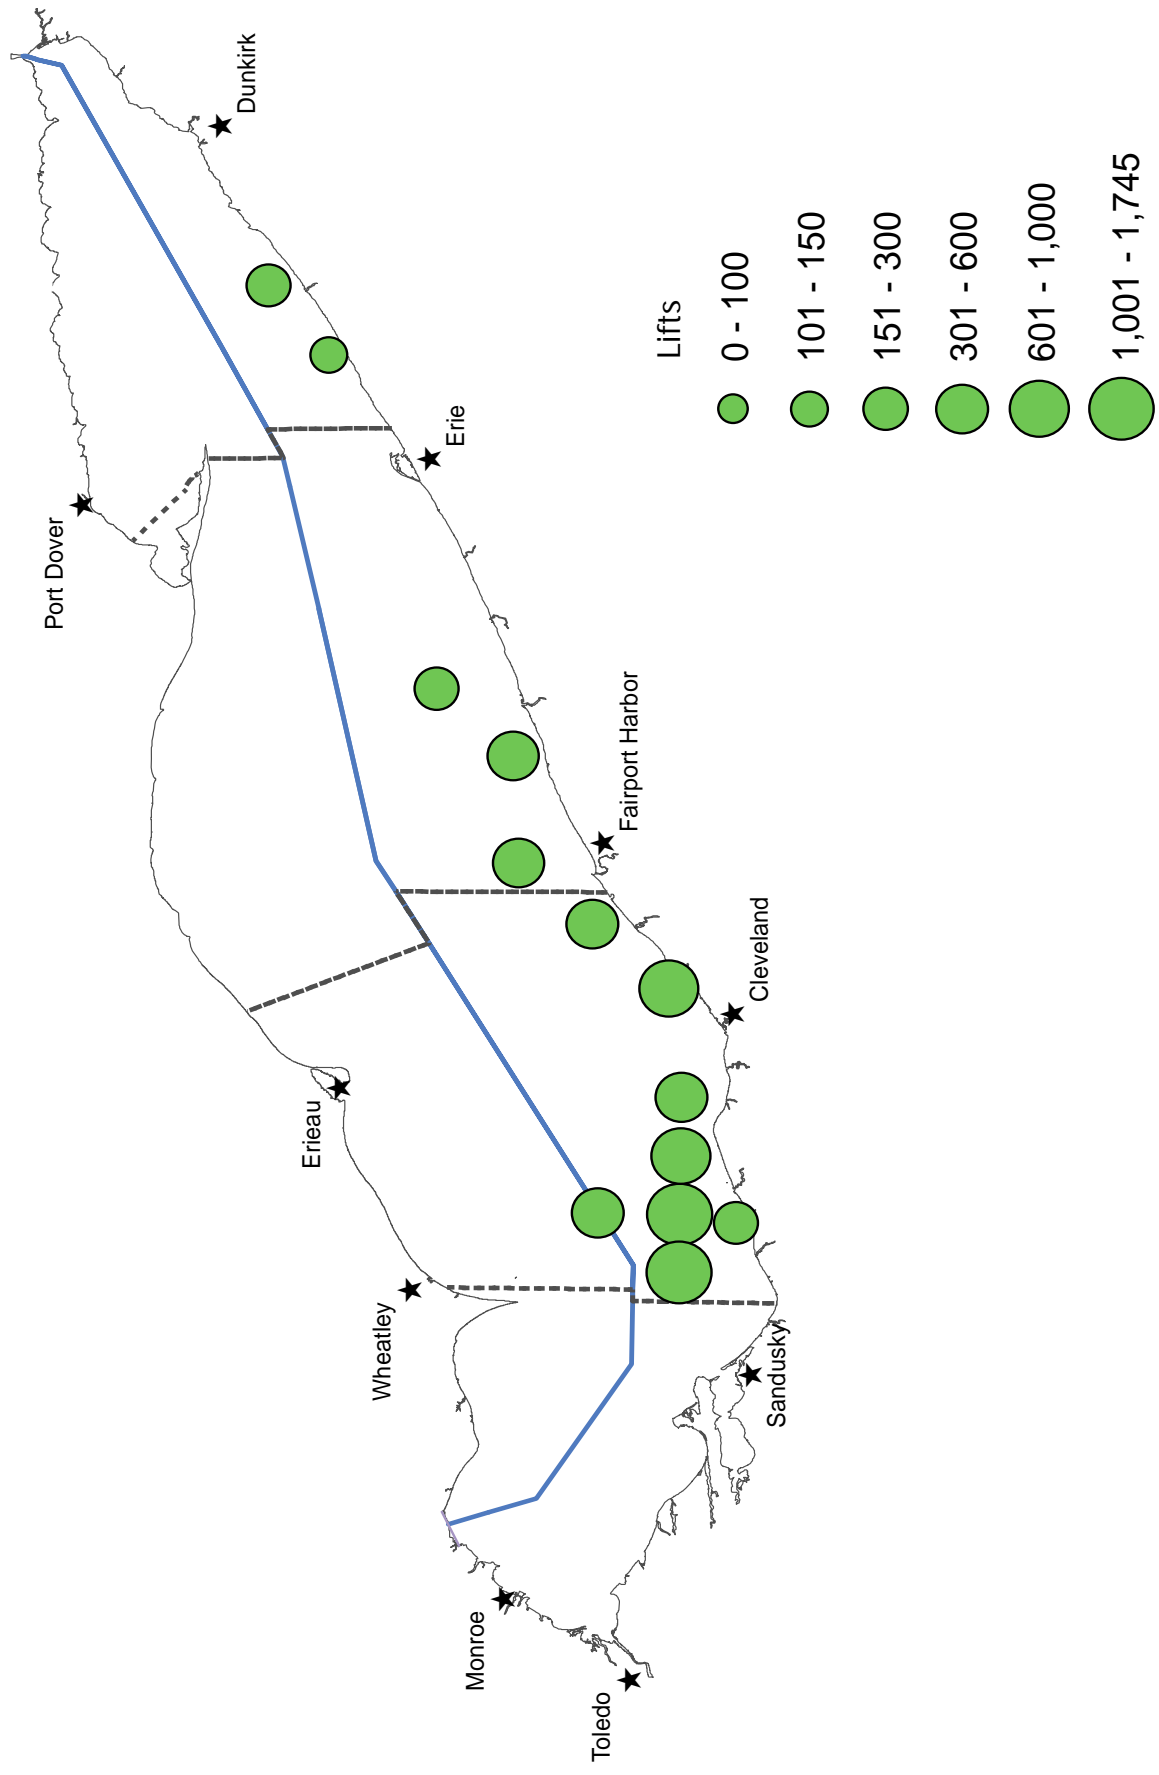 Dunkirk
Port Dover
Erie
Fairport Harbor
Erieau
Cleveland
Wheatley
Sandusky
Monroe
Toledo
Lifts
0 - 100
101 - 150
151 - 300
301 - 600
601 - 1,000
1,001 - 1,745